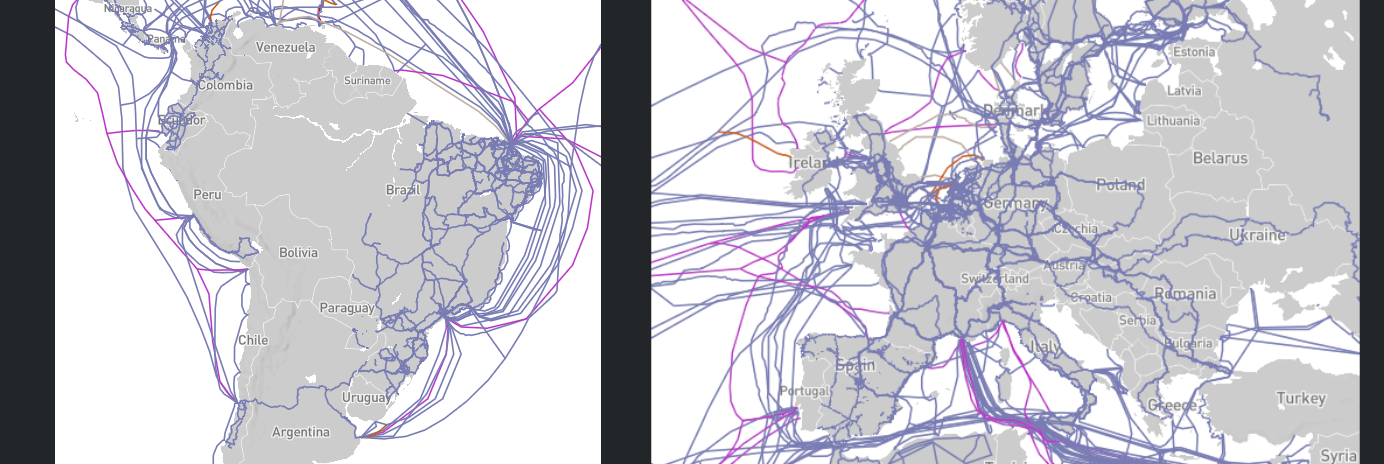 Nicaragua
Panama
Venezuela
Suriname
Colombia
Ecuador
Peru
Brazil
Bolivia
Paraguay
Chile
Uruguay
Argentina
Estonia
Latvia
Denmark
Lithuania
Ireland
Belarus
Poland
Germany
Czechia
Ukraine
Austria
Switzerland
Croatia
Romania
Serbia
Italy
Bulgaria
Spain
Portugal
Greece
Turkey
Syria